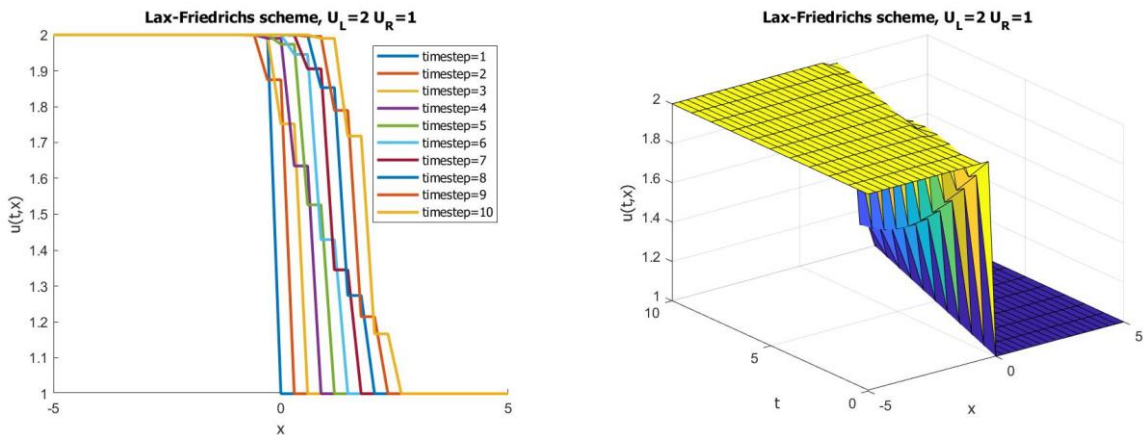 Lax-Friedrichs scheme, U_L=2 U_R=1
2
1.9
1.8
1.7
1.6
1.5
1.4
1.3
1.2
1.1
1
u(t,x)
-5
0
5
x
timestep=1
timestep=2
timestep=3
timestep=4
timestep=5
timestep=6
timestep=7
timestep=8
timestep=9
timestep=10
Lax-Friedrichs scheme, U_L=2 U_R=1
2
1.8
1.6
1.4
1.2
1
u(t,x)
10
5
0
t
-5
0
5
x